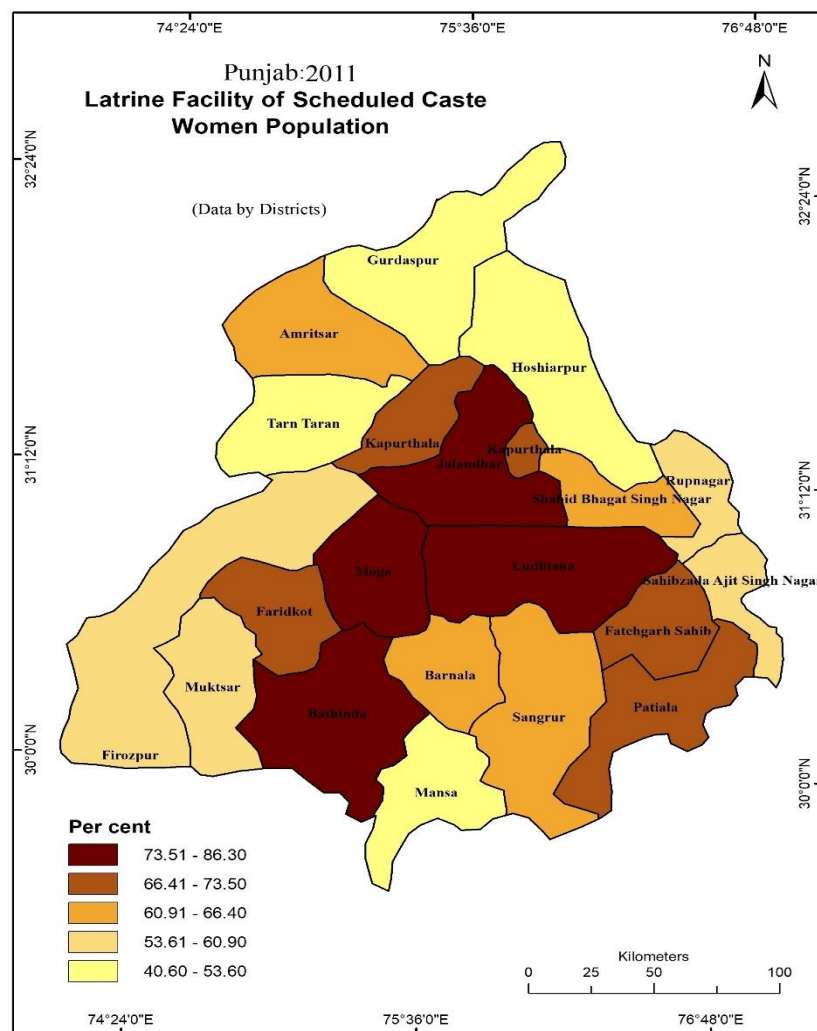 74°24'0"E 75°36'0"E 76°48'0"E
N
Punjab:2011
Latrine Facility of Scheduled Caste
Women Population
32°24'0"N
32°24'0"N
(Data by Districts)
Gurdaspur
Amritsar
Hoshiarpur
Tarn Taran
Kapurthala
Kapurthala
31°12'0"N
Jalandhar
Rupnagar
31°12'0"N
Shahid Bhagat Singh Nagar
Moga
Ludhiana
Sahibzada Ajit Singh Nagar
Faridkot
Fatehgarh Sahib
Muktsar
Barnala
Bathinda
Sangrur
Patiala
30°0'0"N
Firozpur
30°0'0"N
Mansa
Per cent
73.51 - 86.30
66.41 - 73.50
60.91 - 66.40
53.61 - 60.90
40.60 - 53.60
Kilometers
0 25 50 100
74°24'0"E 75°36'0"E 76°48'0"E